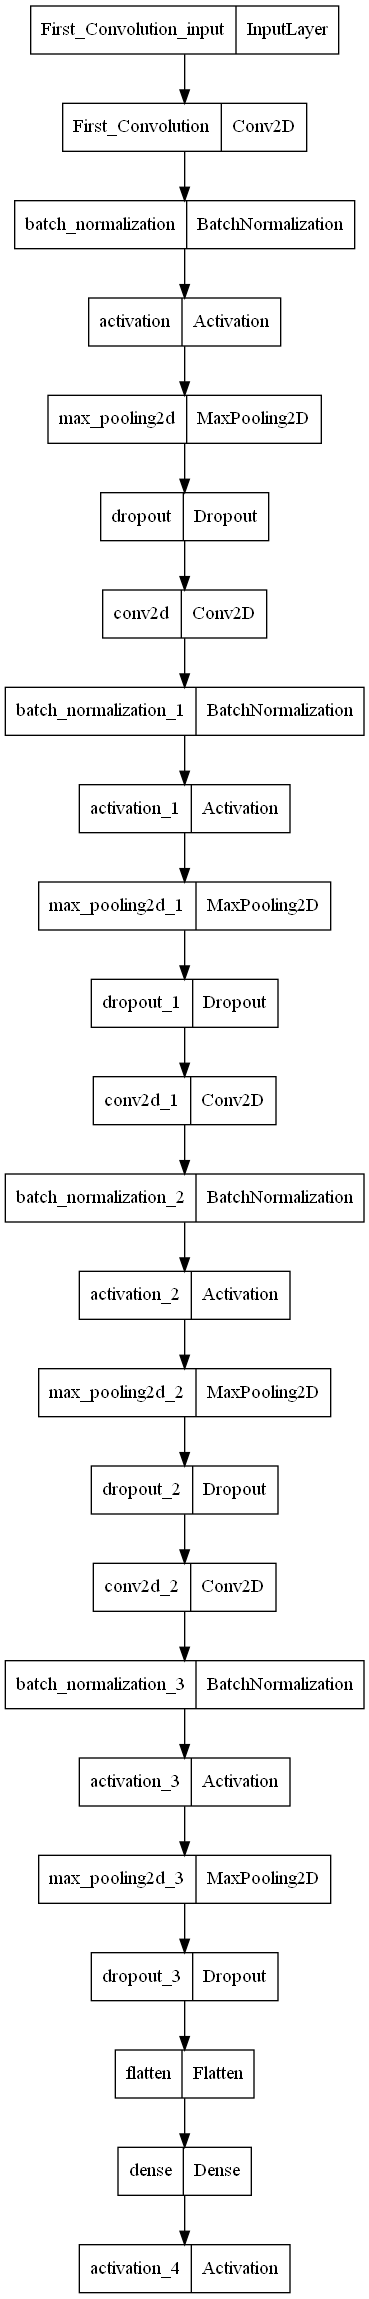 First_Convolution_input InputLayer
First_Convolution Conv2D
batch_normalization BatchNormalization
activation Activation
max_pooling2d MaxPooling2D
dropout Dropout
conv2d Conv2D
batch_normalization_1 BatchNormalization
activation_1 Activation
max_pooling2d_1 MaxPooling2D
dropout_1 Dropout
conv2d_1 Conv2D
batch_normalization_2 BatchNormalization
activation_2 Activation
max_pooling2d_2 MaxPooling2D
dropout_2 Dropout
conv2d_2 Conv2D
batch_normalization_3 BatchNormalization
activation_3 Activation
max_pooling2d_3 MaxPooling2D
dropout_3 Dropout
flatten Flatten
dense Dense
activation_4 Activation